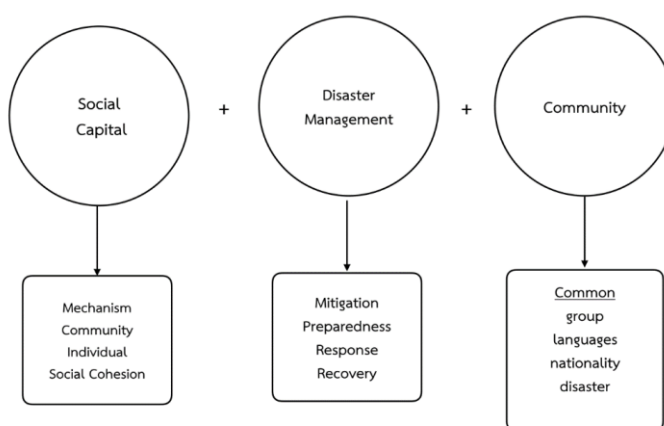 Social
Capital
+
Disaster
Management
+
Community
Mechanism
Community
Individual
Social Cohesion
Mitigation
Preparedness
Response
Recovery
Common
group
languages
nationality
disaster